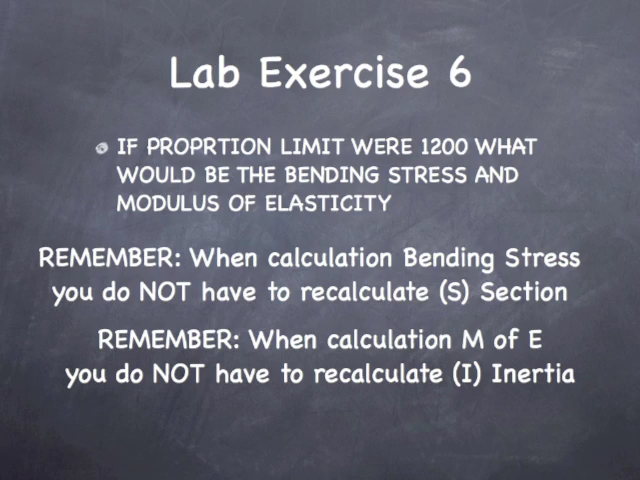 Lab Exercise 6
IF PROPRTION LIMIT WERE 1200 WHAT
WOULD BE THE BENDING STRESS AND
MODULUS OF ELASTICITY
REMEMBER: When calculation Bending Stress
you do NOT have to recalculate (S) Section
REMEMBER: When calculation M of E
you do NOT have to recalculate (I) Inertia